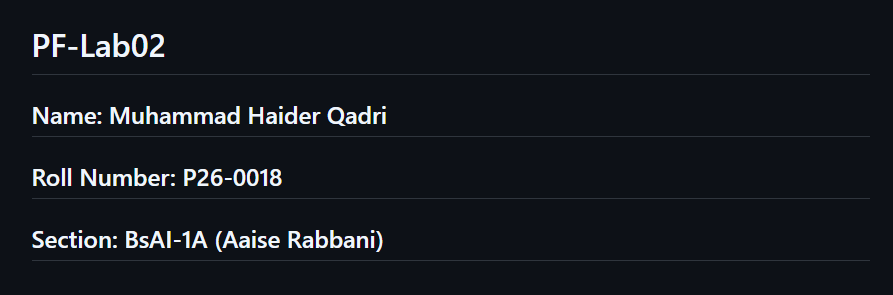 PF-Lab02
Name: Muhammad Haider Qadri
Roll Number: P26-0018
Section: BsAI-1A (Aaise Rabbani)